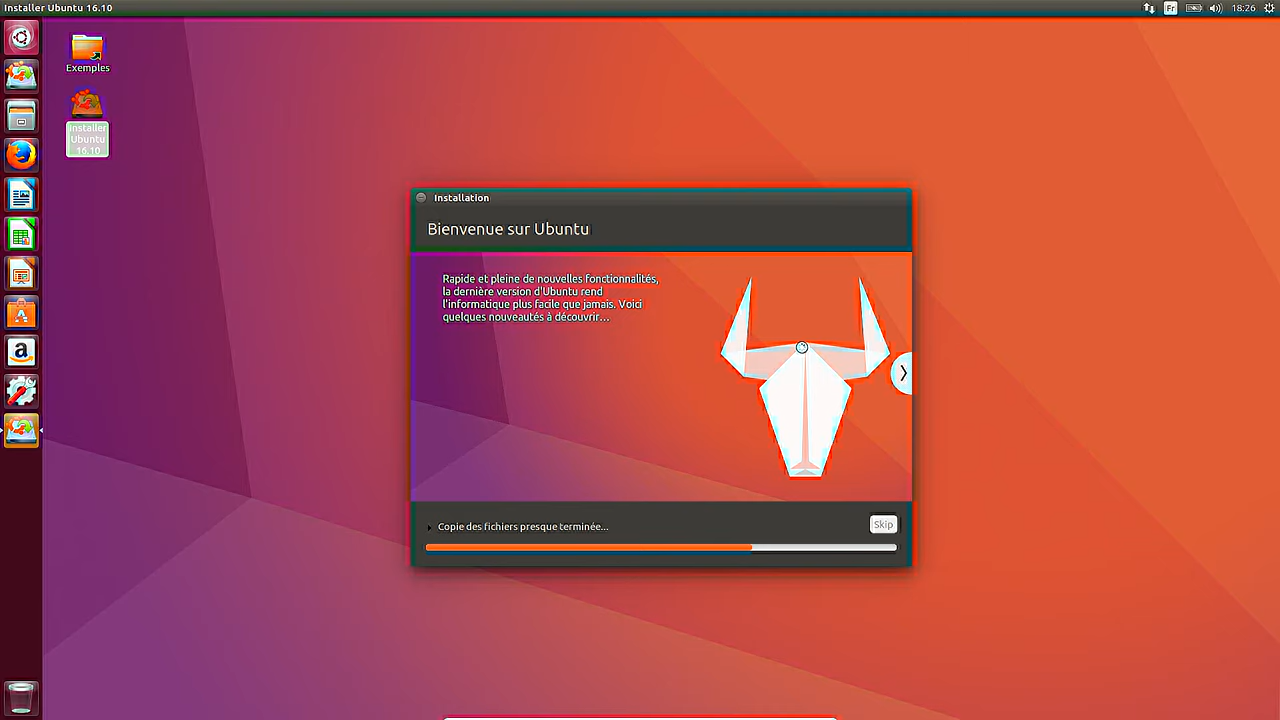 Installer Ubuntu 16.10
Fr
18:26
Exemples
Installer
Ubuntu
16.10
Installation
Bienvenue sur Ubuntu
Rapide et pleine de nouvelles fonctionnalités,
la dernière version d'Ubuntu rend
l'informatique plus facile que jamais. Voici
quelques nouveautés à découvrir...
Copie des fichiers presque terminée...
Skip